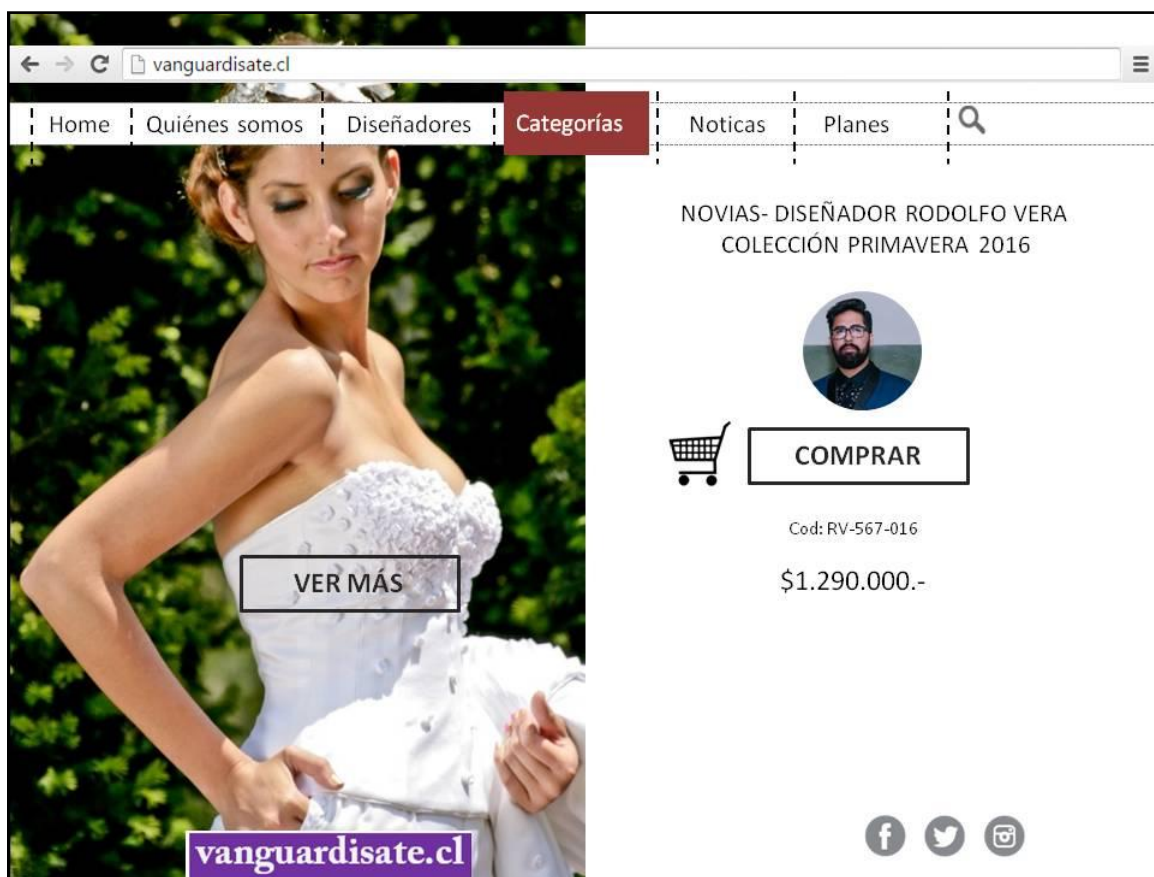 vanguardisate.cl
Home Quiénes somos Diseñadores Categorías Noticas Planes
NOVIAS- DISEÑADOR RODOLFO VERA
COLECCIÓN PRIMAVERA 2016
COMPRAR
Cod: RV-567-016
VER MÁS
$1.290.000.-
vanguardisate.cl